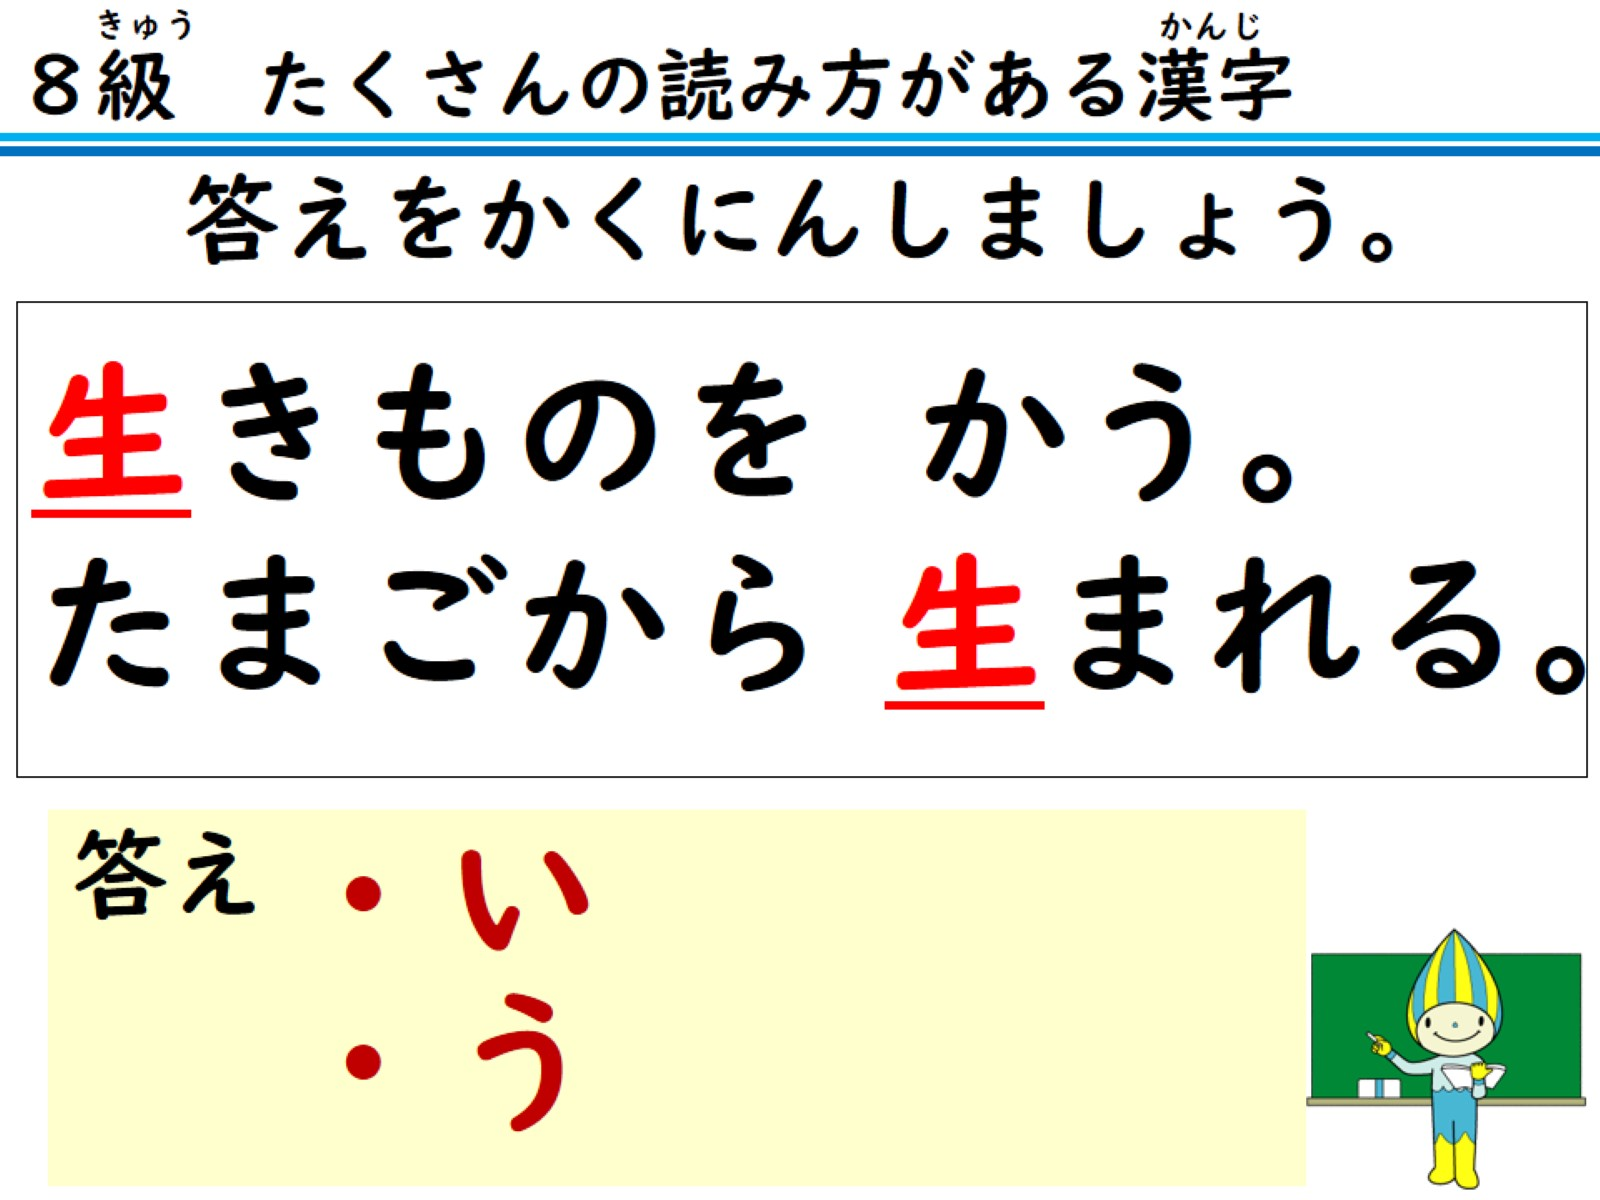 きゅう かんじ
８級 たくさんの読み方がある漢字
答えをかくにんしましょう。
生きものを かう。
たまごから 生まれる。
答え ・い
・う